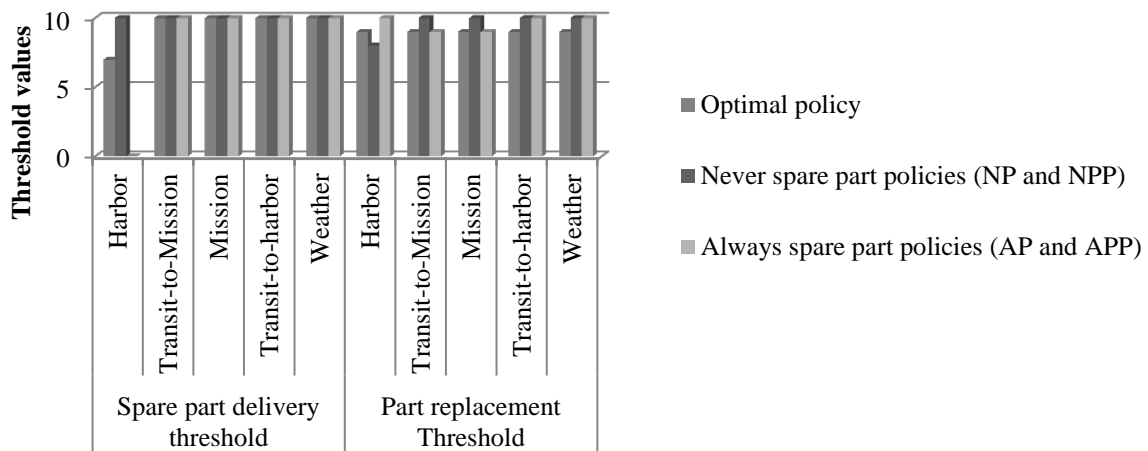 Threshold values
10
5
0
Harbor
Transit-to-Mission
Mission
Transit-to-harbor
Weather
Harbor
Transit-to-Mission
Mission
Transit-to-harbor
Weather
Spare part delivery
threshold
Part replacement
Threshold
Optimal policy
Never spare part policies (NP and NPP)
Always spare part policies (AP and APP)